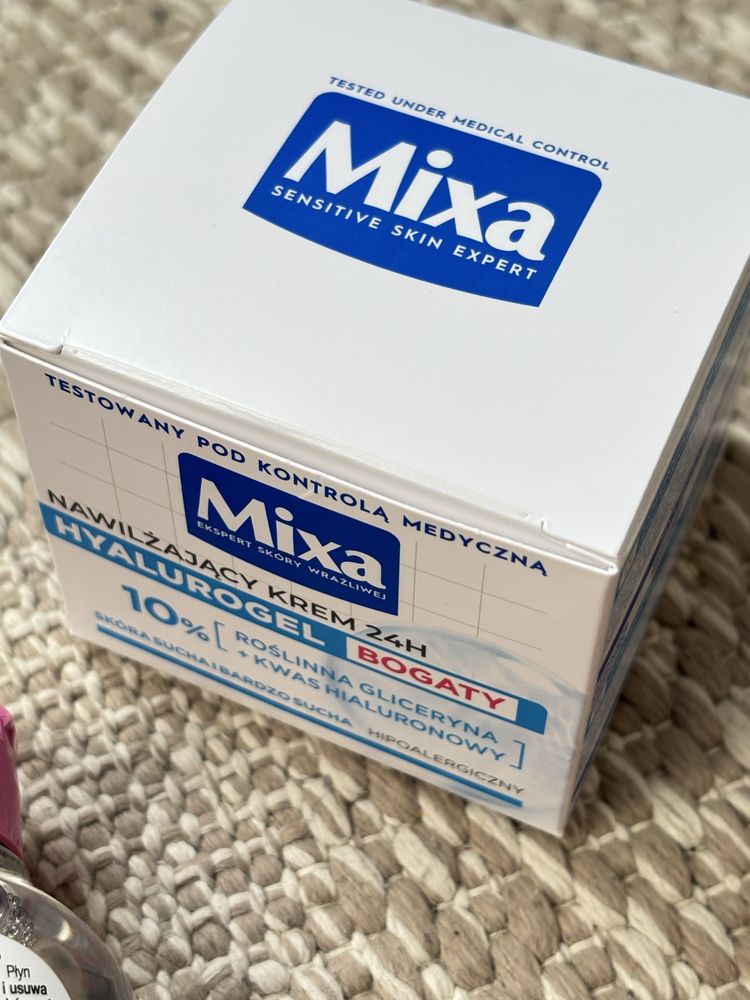 TESTED UNDER MEDICAL CONTROL
Mixa
SENSITIVE SKIN EXPERT
TESTOWANY POD KONTROLĄ MEDYCZNĄ
Mixa
EKSPERT SKÓRY WRAŻLIWEJ
NAWILŻAJĄCY KREM 24H
HYALUROGEL BOGATY
10% [ROŚLINNA GLICERYNA
+ KWAS HIALURONOWY]
SKÓRA SUCHA I BARDZO SUCHA HIPOALERGICZNY
Płyn
i usuwa